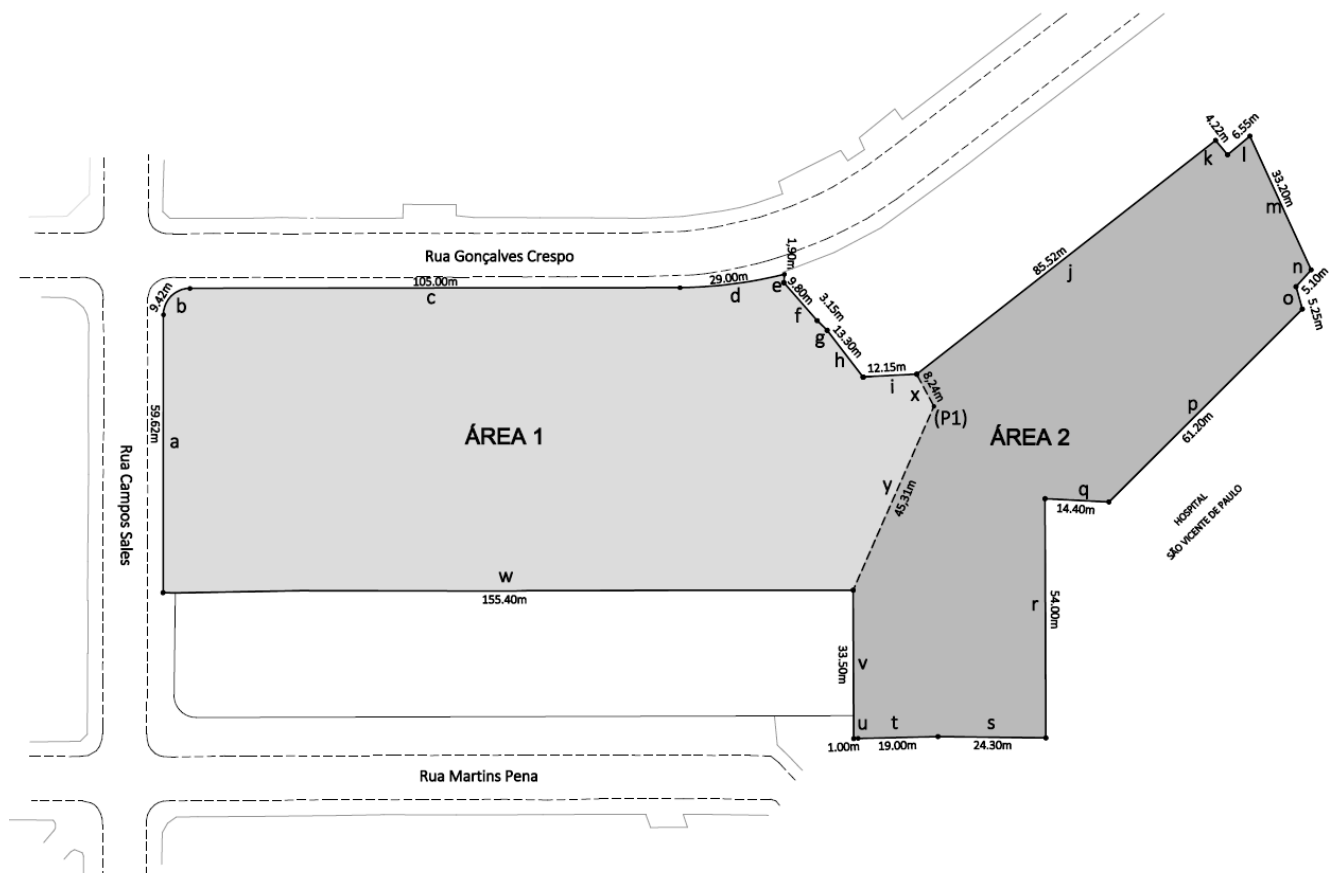 4.22m
6.55m
k
l
33.20m
m
Rua Gonçalves Crespo
1,90m
85.52m
j
n
5.10m
o
5.25m
9.42m
b
105.00m
c
29.00m
d
e
9.80m
f
3.15m
g
13.30m
h
12.15m
i
8,24m
x
(P1)
59.62m
a
ÁREA 1
ÁREA 2
p
61.20m
Rua Campos Sales
y
45,31m
q
14.40m
HOSPITAL
SÃO VICENTE DE PAULO
w
155.40m
r
54.00m
33.50m
v
u
t
s
1.00m
19.00m
24.30m
Rua Martins Pena